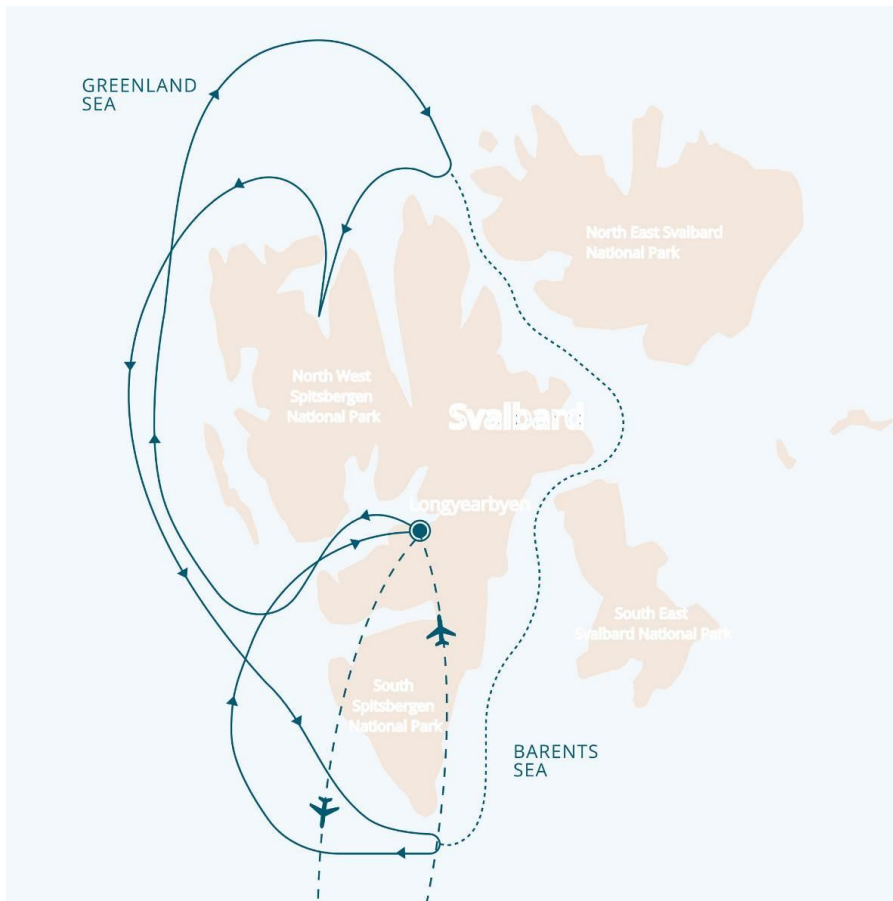 GREENLAND
SEA
North East Svalbard
National Park
North West
Spitsbergen
National Park
Svalbard
Longyearbyen
South East
Svalbard National Park
South
Spitsbergen
National Park
BARENTS
SEA